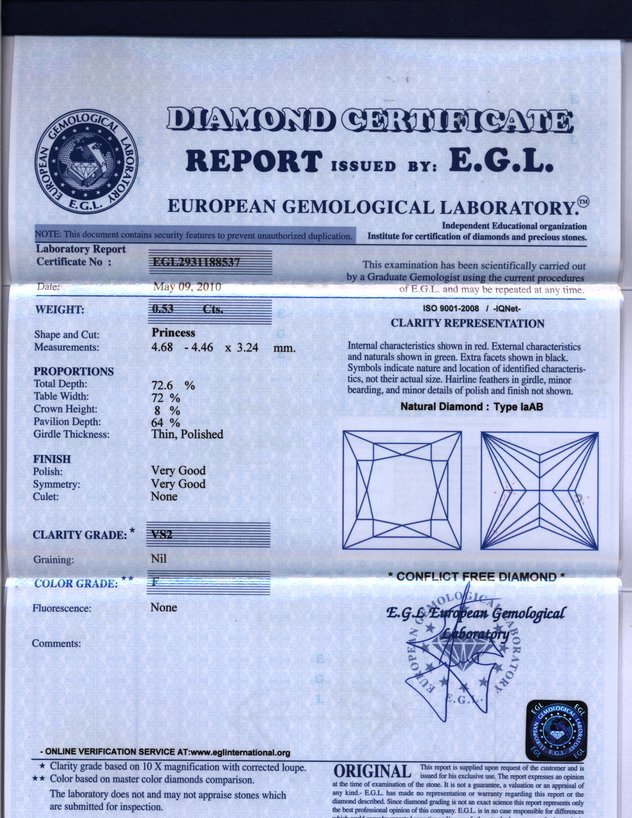 DIAMOND CERTIFICATE
REPORT ISSUED BY: E.G.L.
EUROPEAN GEMOLOGICAL LABORATORY.™
EUROPEAN GEMOLOGICAL LABORATORY
E.G.L.
Independent Educational organization
NOTE: This document contains security features to prevent unauthorized duplication.
Institute for certification of diamonds and precious stones.
Laboratory Report
Certificate No : EGL2931188537
This examination has been scientifically carried out
by a Graduate Gemologist using the current procedures
of E.G.L. and may be repeated at any time.
Date: May 09, 2010
WEIGHT: 0.53 Cts.
Shape and Cut: Princess
Measurements: 4.68 - 4.46 x 3.24 mm.
PROPORTIONS
Total Depth: 72.6 %
Table Width: 72 %
Crown Height: 8 %
Pavilion Depth: 64 %
Girdle Thickness: Thin, Polished
FINISH
Polish: Very Good
Symmetry: Very Good
Culet: None
CLARITY GRADE: * VS2
Graining: Nil
COLOR GRADE: ** F
Fluorescence: None
Comments:
ISO 9001-2008 / -IQNet-
CLARITY REPRESENTATION
Internal characteristics shown in red. External characteristics
and naturals shown in green. Extra facets shown in black.
Symbols indicate nature and location of identified characteris-
tics, not their actual size. Hairline feathers in girdle, minor
bearding, and minor details of polish and finish not shown.
Natural Diamond : Type IaAB
* CONFLICT FREE DIAMOND *
E.G.L European Gemological
Laboratory
EUROPEAN GEMOLOGICAL LABORATORY
E.G.L.
EGL EGL
EGL EGL
- ONLINE VERIFICATION SERVICE AT:www.eglinternational.org
* Clarity grade based on 10 X magnification with corrected loupe.
** Color based on master color diamonds comparison.
The laboratory does not and may not appraise stones which
are submitted for inspection.
ORIGINAL This report is supplied upon request of the customer and is
issued for his exclusive use. The report expresses an opinion
at the time of examination of the stone. It is not a guarantee, a valuation or an appraisal of
any kind.- E.G.L. has made no representation or warranty regarding this report or the
diamond described. Since diamond grading is not an exact science this report represents only
the best professional opinion of this company. E.G.L. is in no case responsible for differences